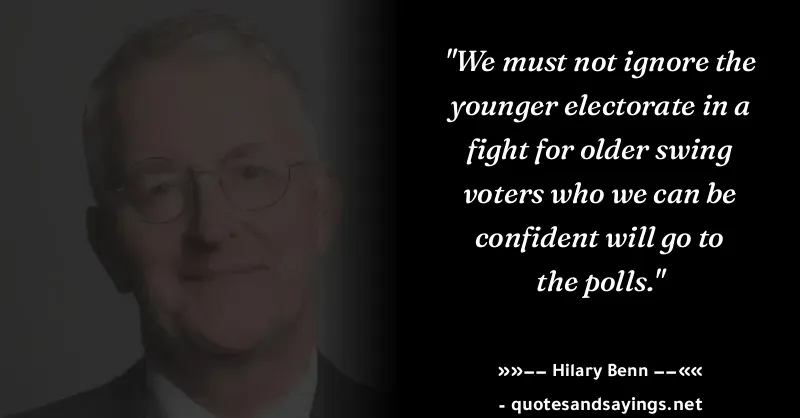 "We must not ignore the
younger electorate in a
fight for older swing
voters who we can be
confident will go to
the polls."
»»–– Hilary Benn ––««
- quotesandsayings.net